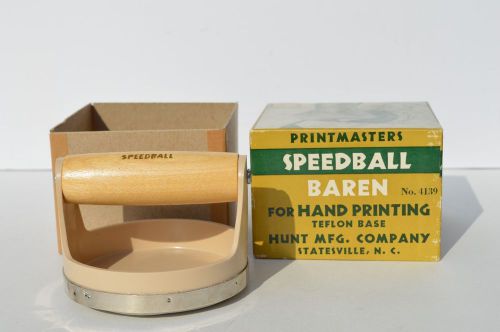 SPEEDBALL
PRINTMASTERS
SPEEDBALL
BAREN
No. 4139
FOR HAND PRINTING
TEFLON BASE
HUNT MFG. COMPANY
STATESVILLE, N. C.